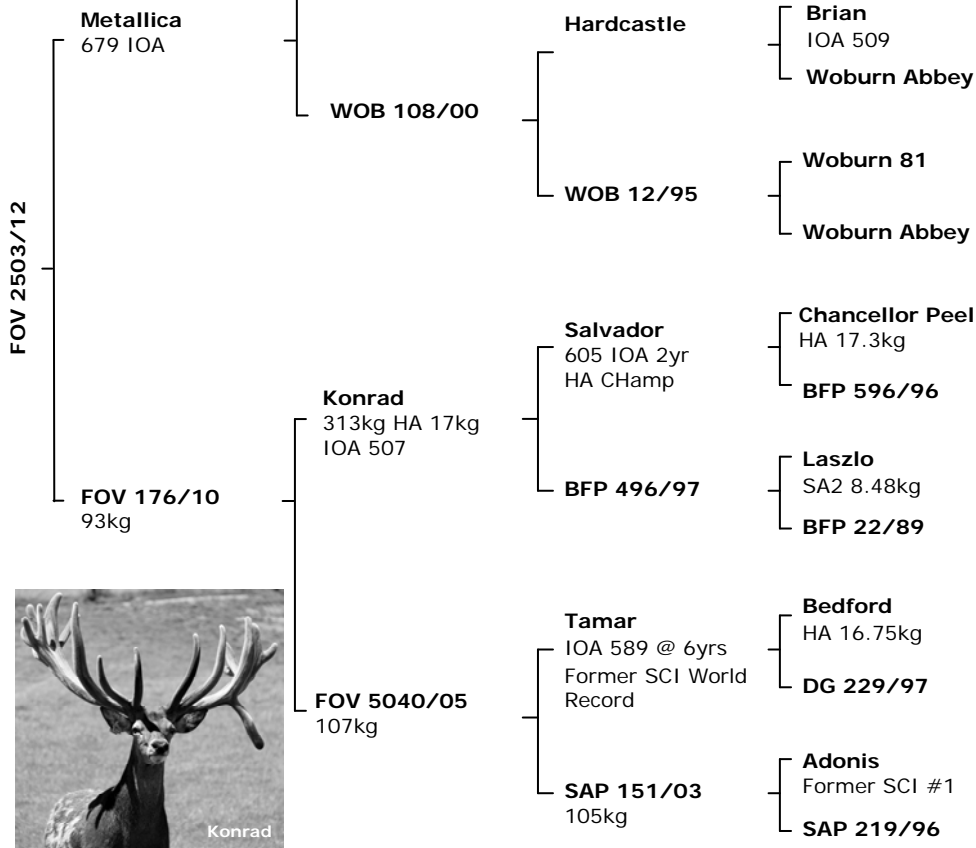 FOV 2503/12
Metallica
679 IOA
WOB 108/00
Hardcastle
Brian
IOA 509
Woburn Abbey
WOB 12/95
Woburn 81
Woburn Abbey
FOV 176/10
93kg
Konrad
313kg HA 17kg
IOA 507
Salvador
605 IOA 2yr
HA CHamp
Chancellor Peel
HA 17.3kg
BFP 596/96
BFP 496/97
Laszlo
SA2 8.48kg
BFP 22/89
FOV 5040/05
107kg
Tamar
IOA 589 @ 6yrs
Former SCI World
Record
Bedford
HA 16.75kg
DG 229/97
SAP 151/03
105kg
Adonis
Former SCI #1
SAP 219/96
Konrad